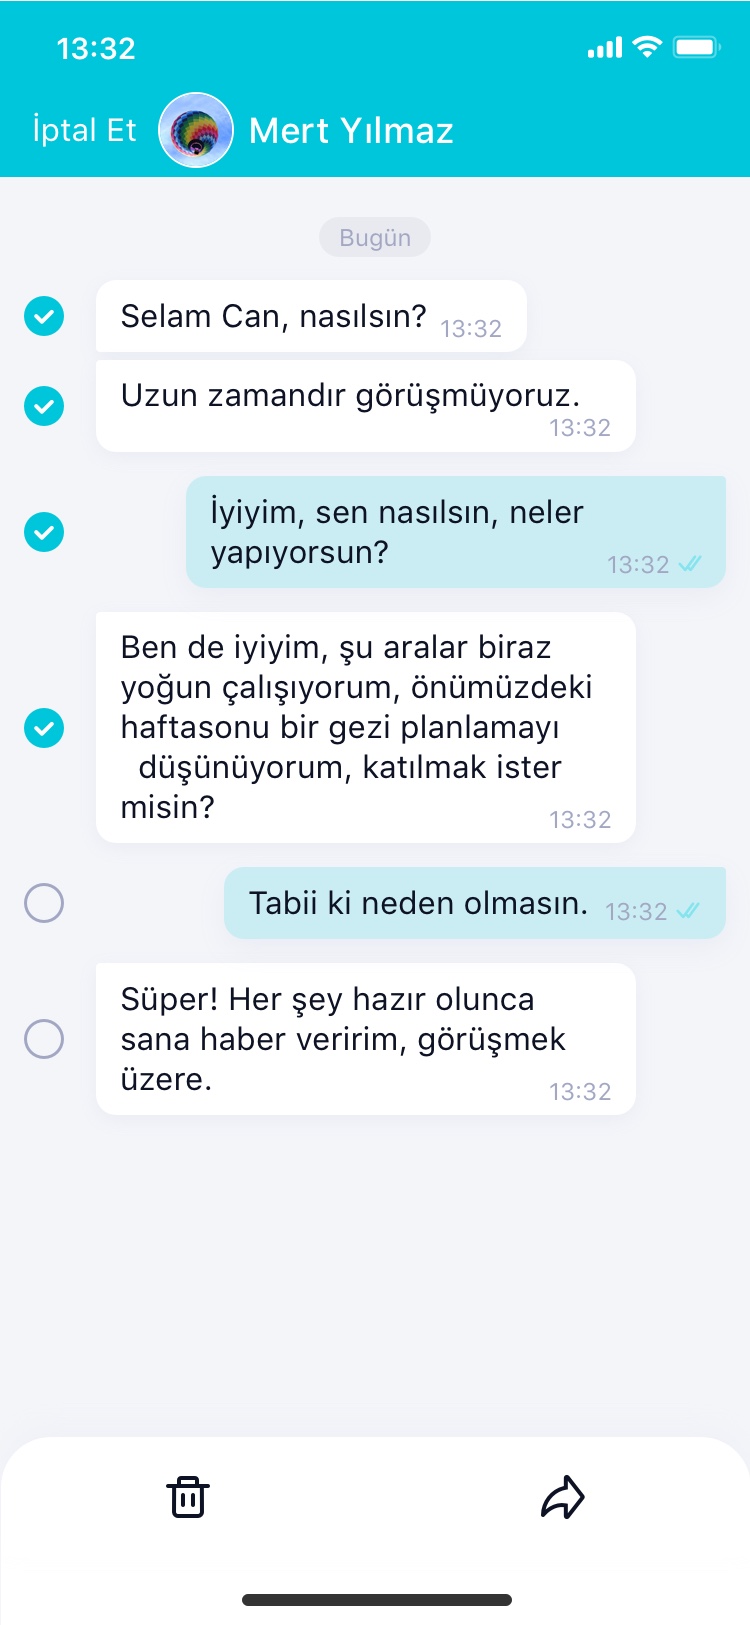 13:32
İptal Et
Mert Yılmaz
Bugün
Selam Can, nasılsın? 13:32
Uzun zamandır görüşmüyoruz.
13:32
İyiyim, sen nasılsın, neler
yapıyorsun?
13:32
Ben de iyiyim, şu aralar biraz
yoğun çalışıyorum, önümüzdeki
haftasonu bir gezi planlamayı
düşünüyorum, katılmak ister
misin?
13:32
Tabii ki neden olmasın. 13:32
Süper! Her şey hazır olunca
sana haber veririm, görüşmek
üzere.
13:32